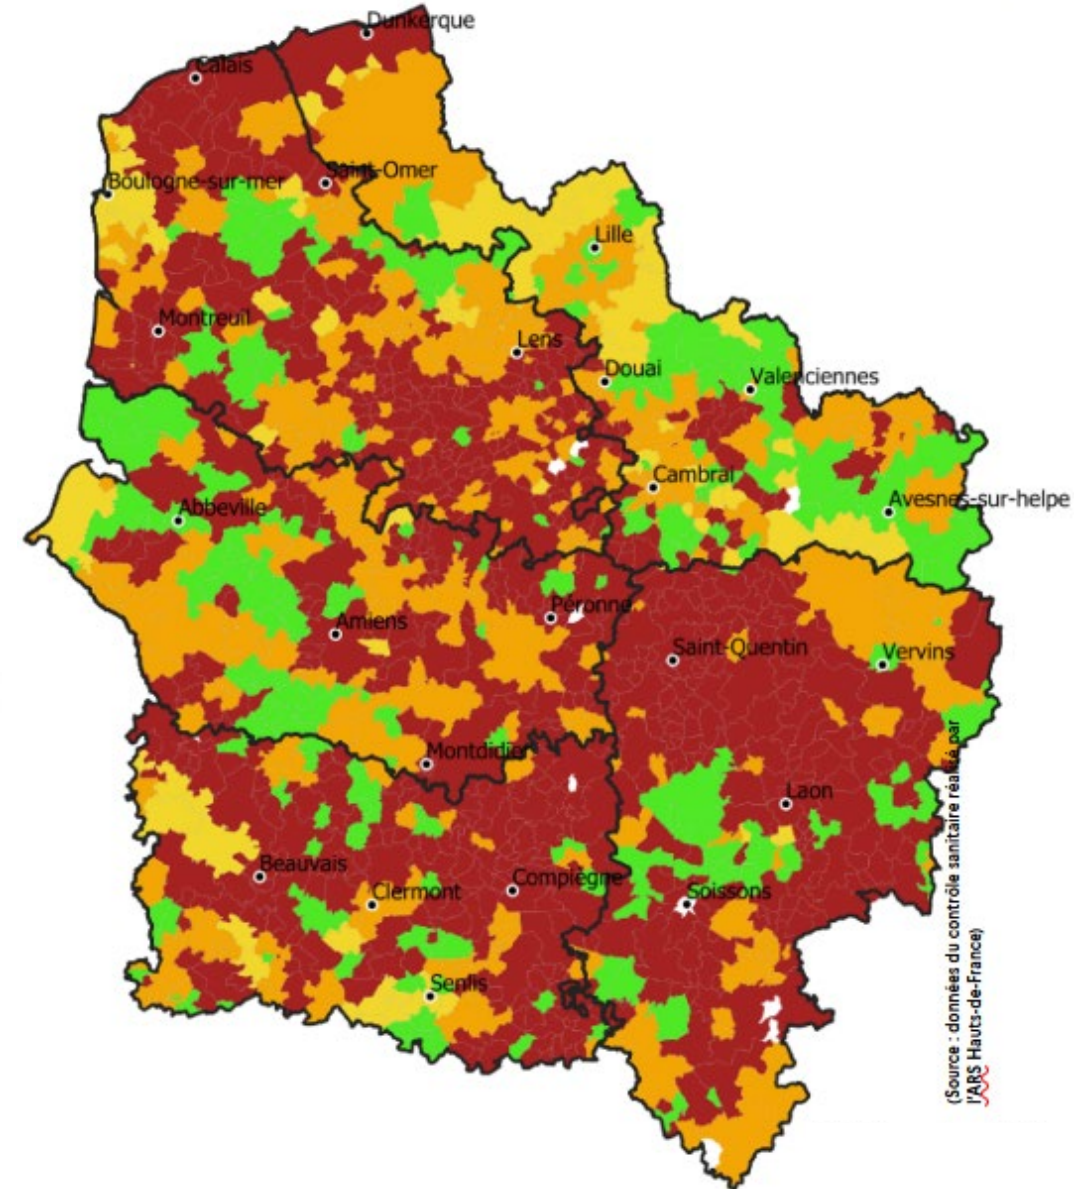 Dunkerque
Calais
Saint-Omer
Boulogne-sur-mer
Lille
Montreuil
Lens
Douai
Valenciennes
Cambrai
Avesnes-sur-helpe
Abbeville
Péronne
Amiens
Saint-Quentin
Vervins
Montdidier
Laon
Beauvais
Clermont
Compiègne
Soissons
Senlis
(Source : données du contrôle sanitaire réalisé par
l'ARS Hauts-de-France)